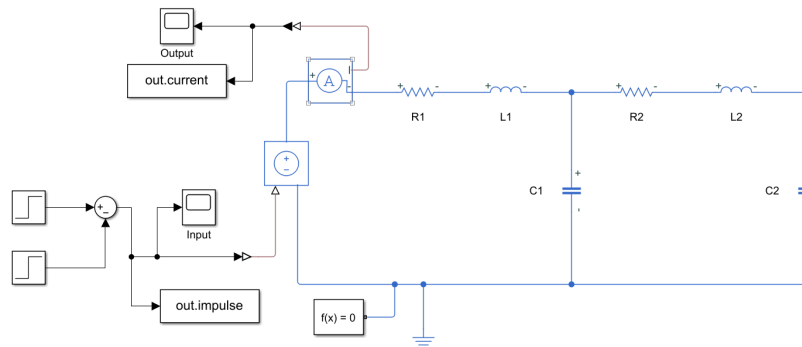 Output
out.current
+
A
I
-
+ -
R1
+ -
L1
+ -
R2
+ -
L2
+
-
C1
+
-
C2
+
-
Input
out.impulse
f(x) = 0